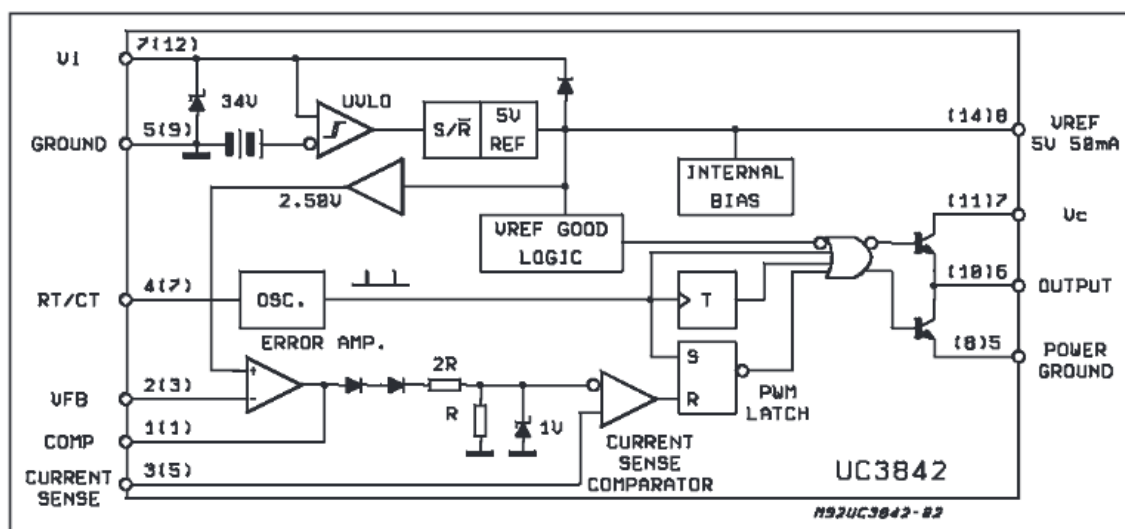 7(12)
VI
34V
UVLO
5(9)
GROUND
S/R̅
5V
REF
(14)8
VREF
5V 50mA
INTERNAL
BIAS
2.50V
VREF GOOD
LOGIC
(11)7
Vc
(10)6
OUTPUT
4(7)
RT/CT
OSC.
T
ERROR AMP.
(8)5
POWER
GROUND
2R
S
R
PWM
LATCH
+
-
2(3)
VFB
R
1V
1(1)
COMP
CURRENT
SENSE
COMPARATOR
3(5)
CURRENT
SENSE
UC3842
M92UC3842-02